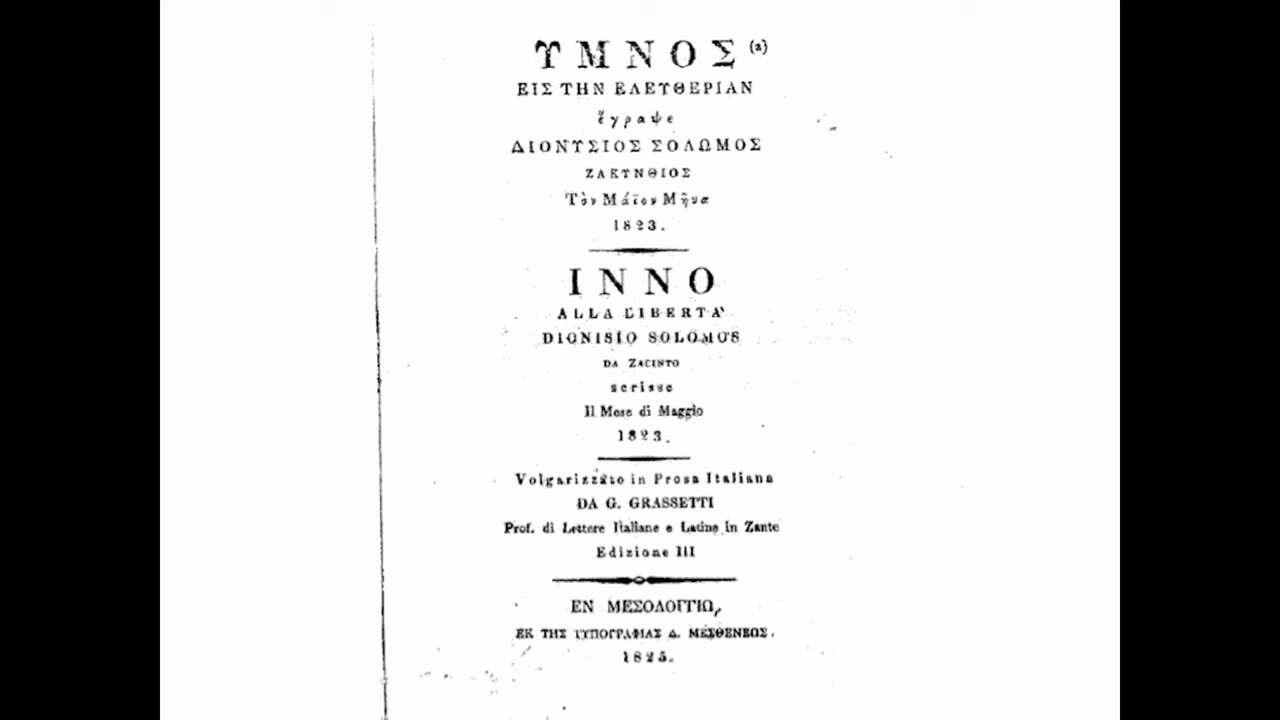 ΥΜΝΟΣ (a)
ΕΙΣ ΤΗΝ ΕΛΕΥΘΕΡΙΑΝ
ἔγραψε
ΔΙΟΝΥΣΙΟΣ ΣΟΛΩΜΟΣ
ΖΑΚΥΝΘΙΟΣ
Τὸν Μάϊον Μῆνα
1823.
INNO
ALLA LIBERTA'
DIONISIO SOLOMOS
DA ZACINTO
scrisse
Il Mese di Maggio
1823.
Volgarizzato in Prosa Italiana
DA G. GRASSETTI
Prof. di Lettere Italiane e Latine in Zante
Edizione III
ΕΝ ΜΕΣΟΛΟΓΓΙΩ,
ΕΚ ΤΗΣ ΤΥΠΟΓΡΑΦΙΑΣ Δ. ΜΕΣΘΕΝΕΩΣ.
1825.